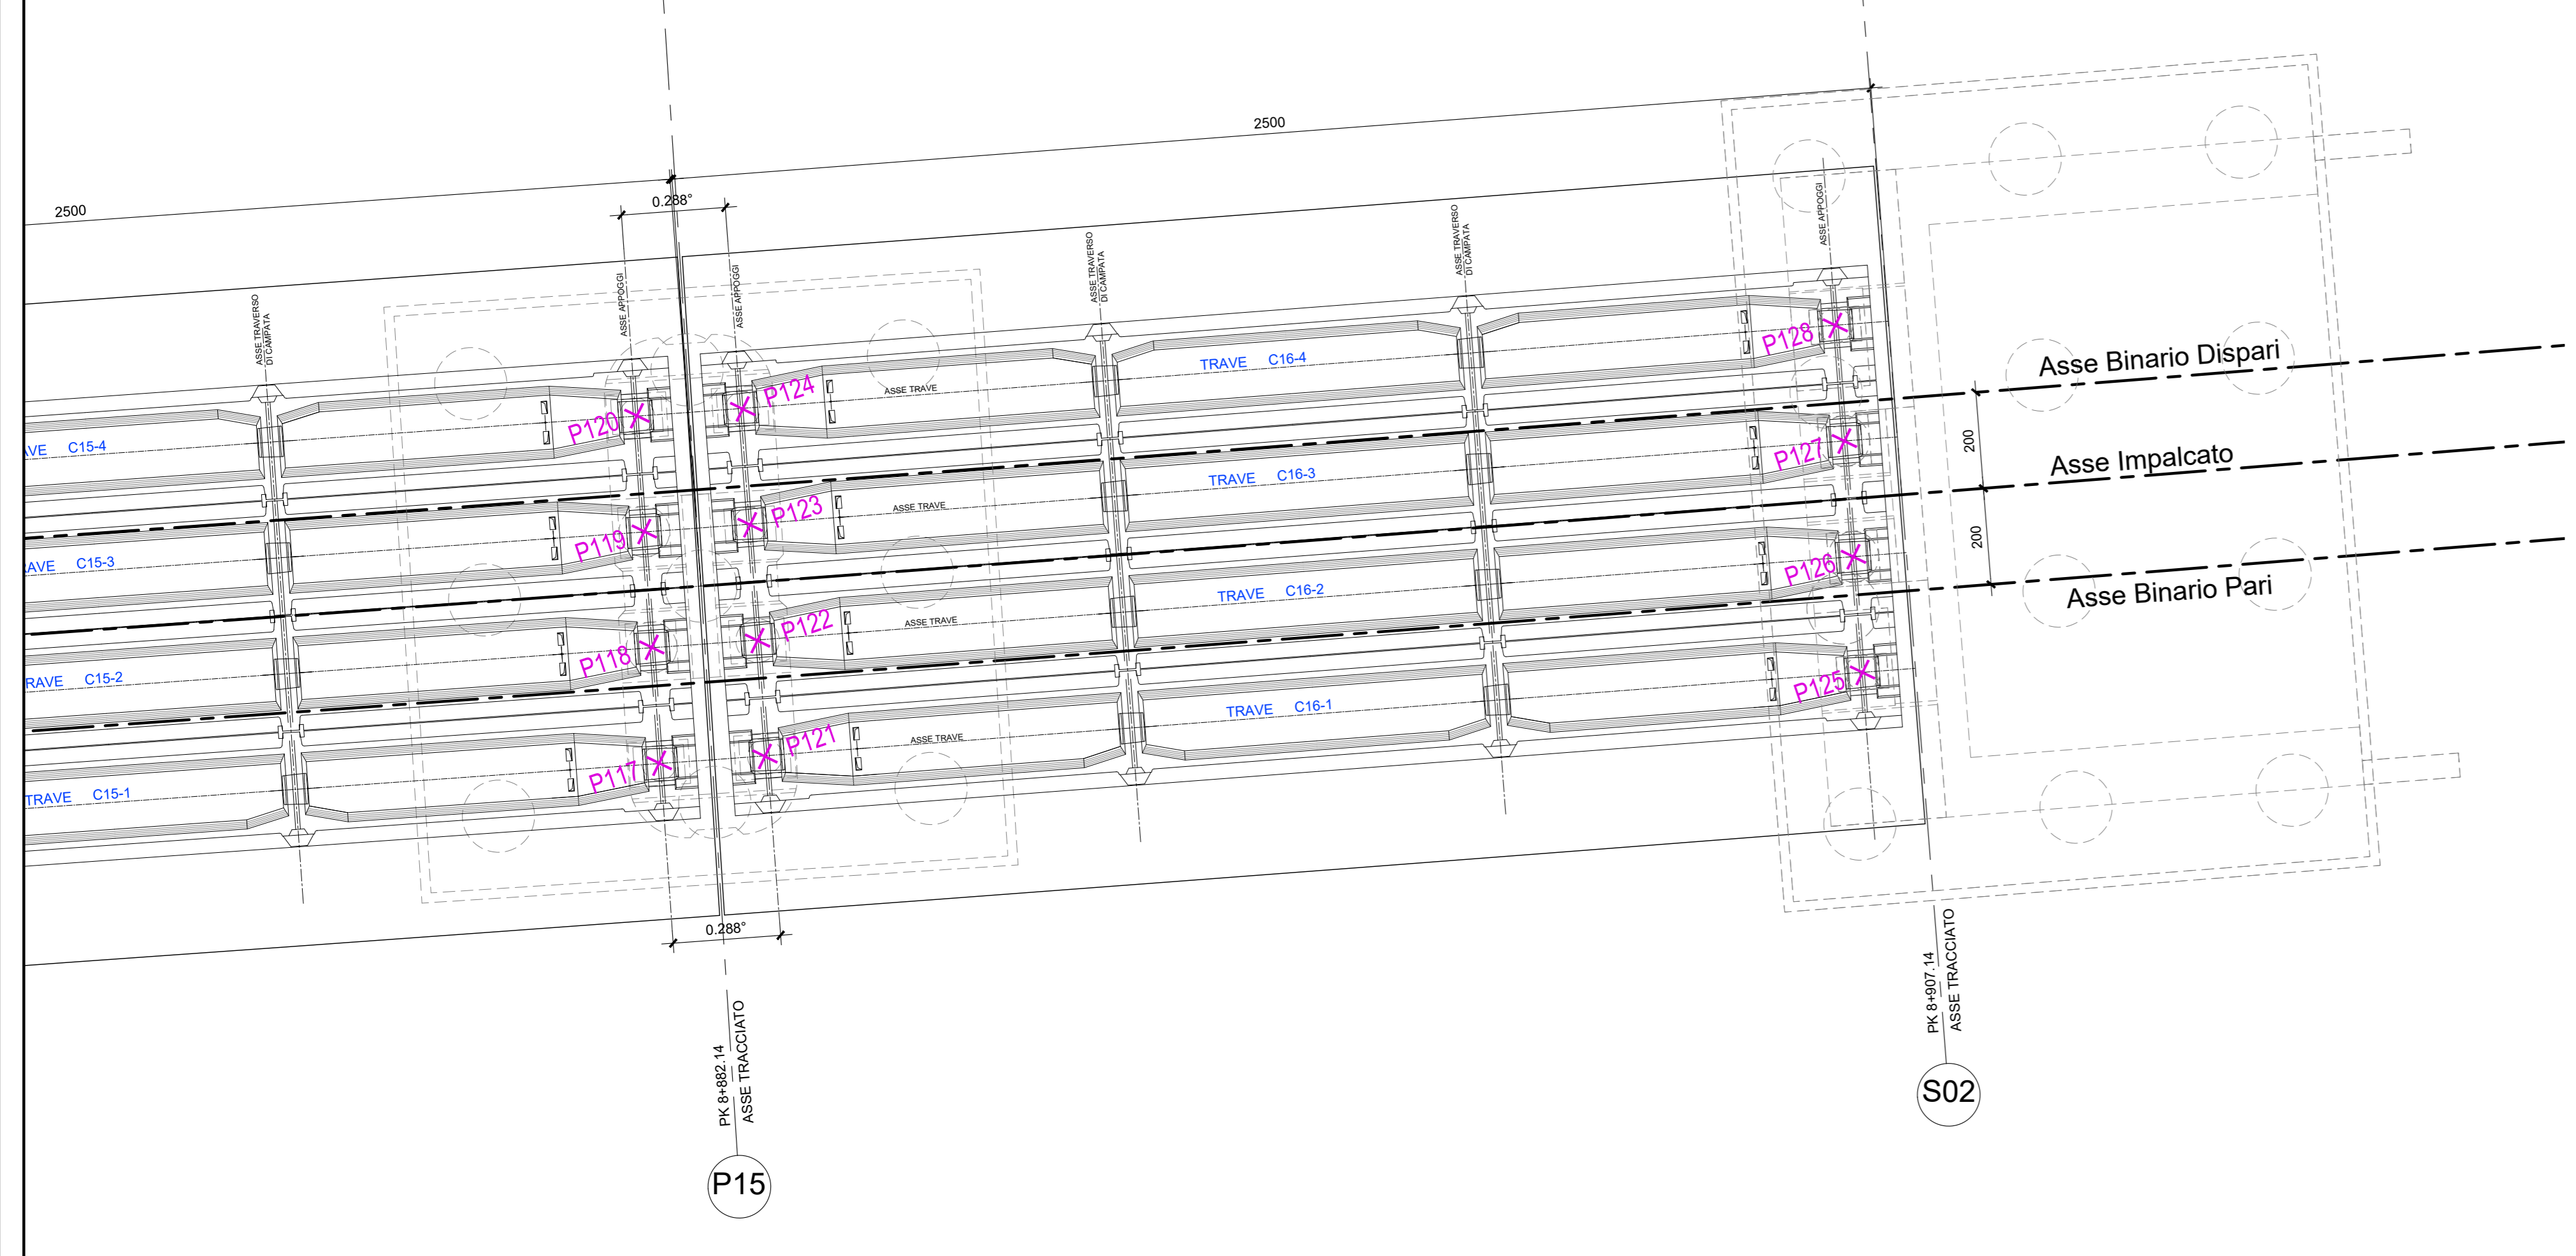 2500
2500
0.288°
ASSE TRAVERSO
DI CAMPATA
ASSE APPOGGI
ASSE APPOGGI
ASSE TRAVERSO
DI CAMPATA
ASSE TRAVERSO
DI CAMPATA
ASSE APPOGGI
P120
P124
ASSE TRAVE
TRAVE C16-4
P128
Asse Binario Dispari
AVE C15-4
P119
P123
ASSE TRAVE
TRAVE C16-3
P127
200
Asse Impalcato
RAVE C15-3
P118
P122
ASSE TRAVE
TRAVE C16-2
P126
200
Asse Binario Pari
RAVE C15-2
P117
P121
ASSE TRAVE
TRAVE C16-1
P125
TRAVE C15-1
0.288°
PK 8+882.14
ASSE TRACCIATO
P15
PK 8+907.14
ASSE TRACCIATO
S02